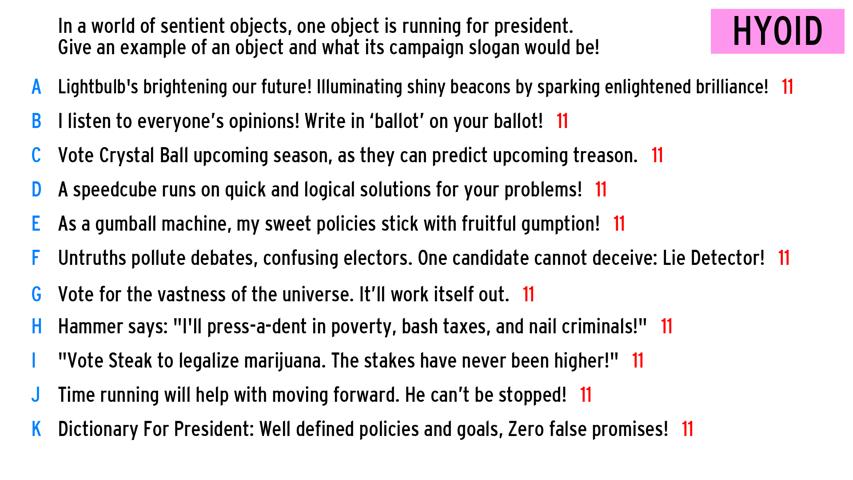 In a world of sentient objects, one object is running for president.
Give an example of an object and what its campaign slogan would be!
HYOID
A Lightbulb's brightening our future! Illuminating shiny beacons by sparking enlightened brilliance! 11
B I listen to everyone’s opinions! Write in ‘ballot’ on your ballot! 11
C Vote Crystal Ball upcoming season, as they can predict upcoming treason. 11
D A speedcube runs on quick and logical solutions for your problems! 11
E As a gumball machine, my sweet policies stick with fruitful gumption! 11
F Untruths pollute debates, confusing electors. One candidate cannot deceive: Lie Detector! 11
G Vote for the vastness of the universe. It’ll work itself out. 11
H Hammer says: "I'll press-a-dent in poverty, bash taxes, and nail criminals!" 11
I "Vote Steak to legalize marijuana. The stakes have never been higher!" 11
J Time running will help with moving forward. He can’t be stopped! 11
K Dictionary For President: Well defined policies and goals, Zero false promises! 11